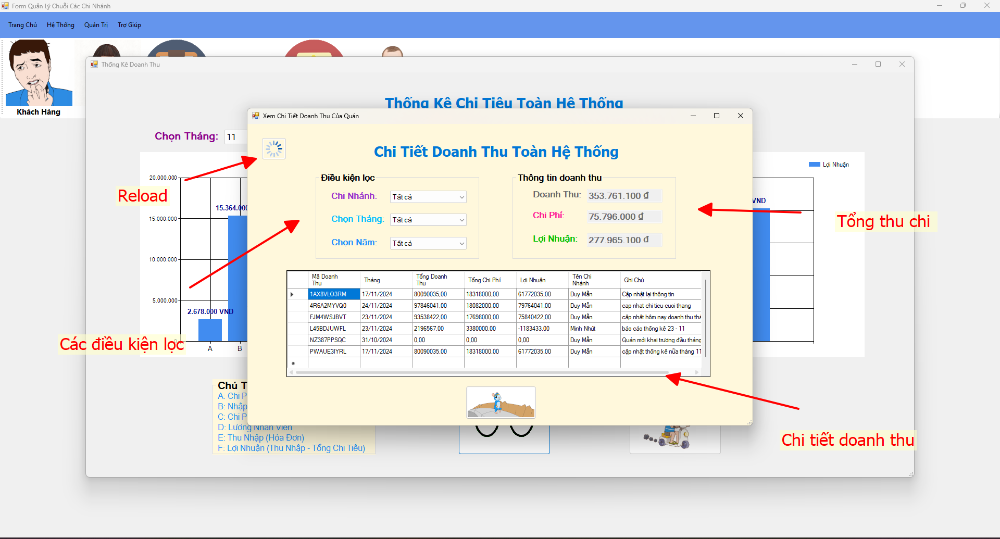 Form Quản Lý Chuỗi Các Chi Nhánh
Trang Chủ Hệ Thống Quản Trị Trợ Giúp
Khách Hàng
Thống Kê Doanh Thu
Thống Kê Chi Tiêu Toàn Hệ Thống
Chọn Tháng: 11
20.000.000
15.000.000
10.000.000
5.000.000
15.364.000
2.678.000 VND
A B
VND
Lợi Nhuận
Chú T
A: Chi P
B: Nhập
C: Chi P
D: Lương Nhân Viên
E: Thu Nhập (Hóa Đơn)
F: Lợi Nhuận (Thu Nhập - Tổng Chi Tiêu)
Xem Chi Tiết Doanh Thu Của Quán
Chi Tiết Doanh Thu Toàn Hệ Thống
Điều kiện lọc
Chi Nhánh: Tất cả
Chọn Tháng: Tất cả
Chọn Năm: Tất cả
Thông tin doanh thu
Doanh Thu: 353.761.100 ₫
Chi Phí: 75.796.000 ₫
Lợi Nhuận: 277.965.100 ₫
Mã Doanh Thu Tháng Tổng Doanh Thu Tổng Chi Phí Lợi Nhuận Tên Chi Nhánh Ghi Chú
1AX8VLO3RM 17/11/2024 80090035,00 18318000,00 61772035,00 Duy Mẫn Cập nhật lại thông tin
4R6A2MYVQ0 24/11/2024 97846041,00 18082000,00 79764041,00 Duy Mẫn cap nhat chi tieu cuoi thang
FJM4WSJBVT 23/11/2024 93538422,00 17698000,00 75840422,00 Duy Mẫn cập nhật hôm nay doanh thu thá
L45BDJUWFL 23/11/2024 2196567,00 3380000,00 -1183433,00 Minh Nhút báo cáo thống kê 23 - 11
NZ387PPSQC 31/10/2024 0,00 0,00 0,00 Duy Mẫn Quán mới khai trương đầu tháng
PWAUE3IYRL 17/11/2024 80090035,00 18318000,00 61772035,00 Duy Mẫn cập nhật thống kê nữa tháng 11
Reload
Các điều kiện lọc
Tổng thu chi
Chi tiết doanh thu